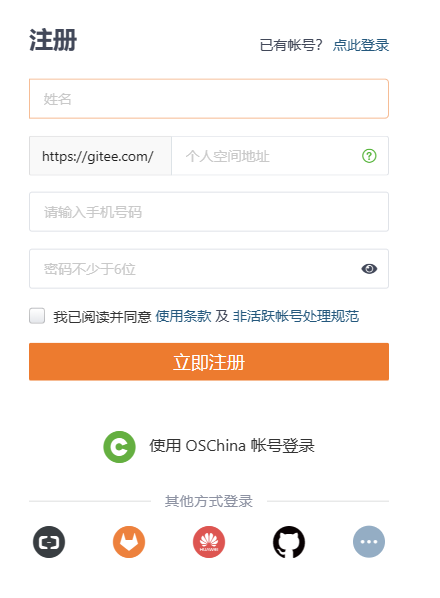 注册
已有帐号？ 点此登录
姓名
https://gitee.com/ 个人空间地址
请输入手机号码
密码不少于6位
我已阅读并同意 使用条款 及 非活跃帐号处理规范
立即注册
使用 OSChina 帐号登录
其他方式登录
HUAWEI